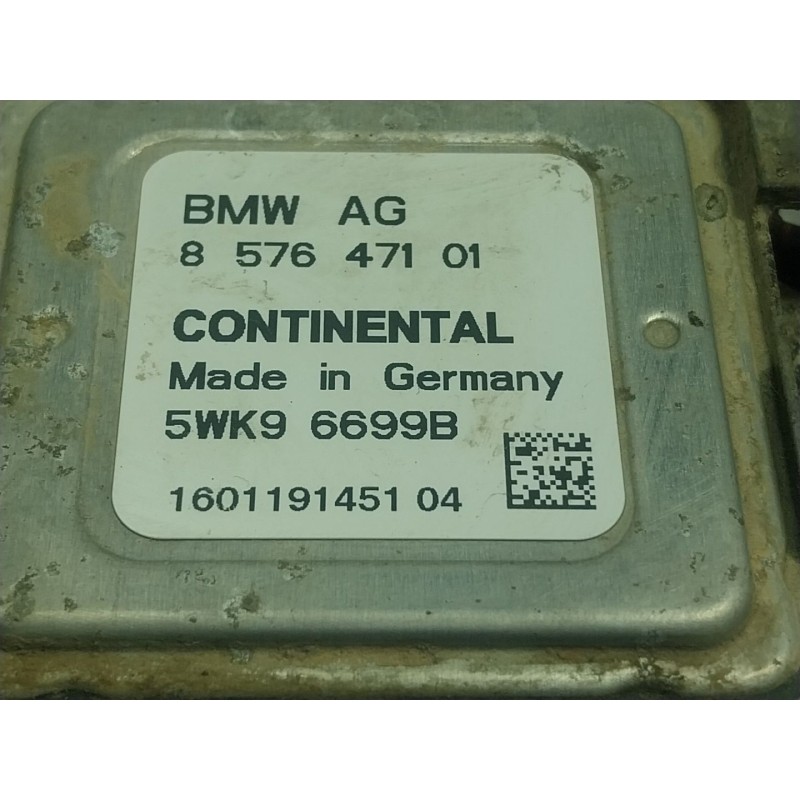 BMW AG
8 576 471 01
CONTINENTAL
Made in Germany
5WK9 6699B
1601191451 04